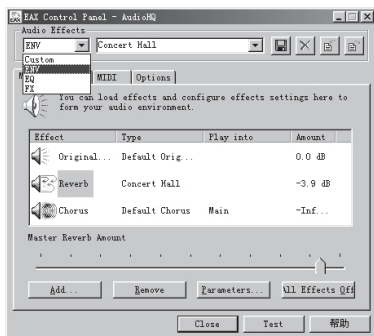 EAX Control Panel - AudioHQ
Audio Effects
ENV Concert Hall
Custom
ENV
EQ
FX
M MIDI Options
You can load effects and configure effects settings here to
form your audio environment.
Effect Type Play into Amount
Original... Default Orig... 0.0 dB
Reverb Concert Hall -3.9 dB
Chorus Default Chorus Main -Inf...
Master Reverb Amount
Add... Remove Parameters... All Effects Off
Close Test 帮助